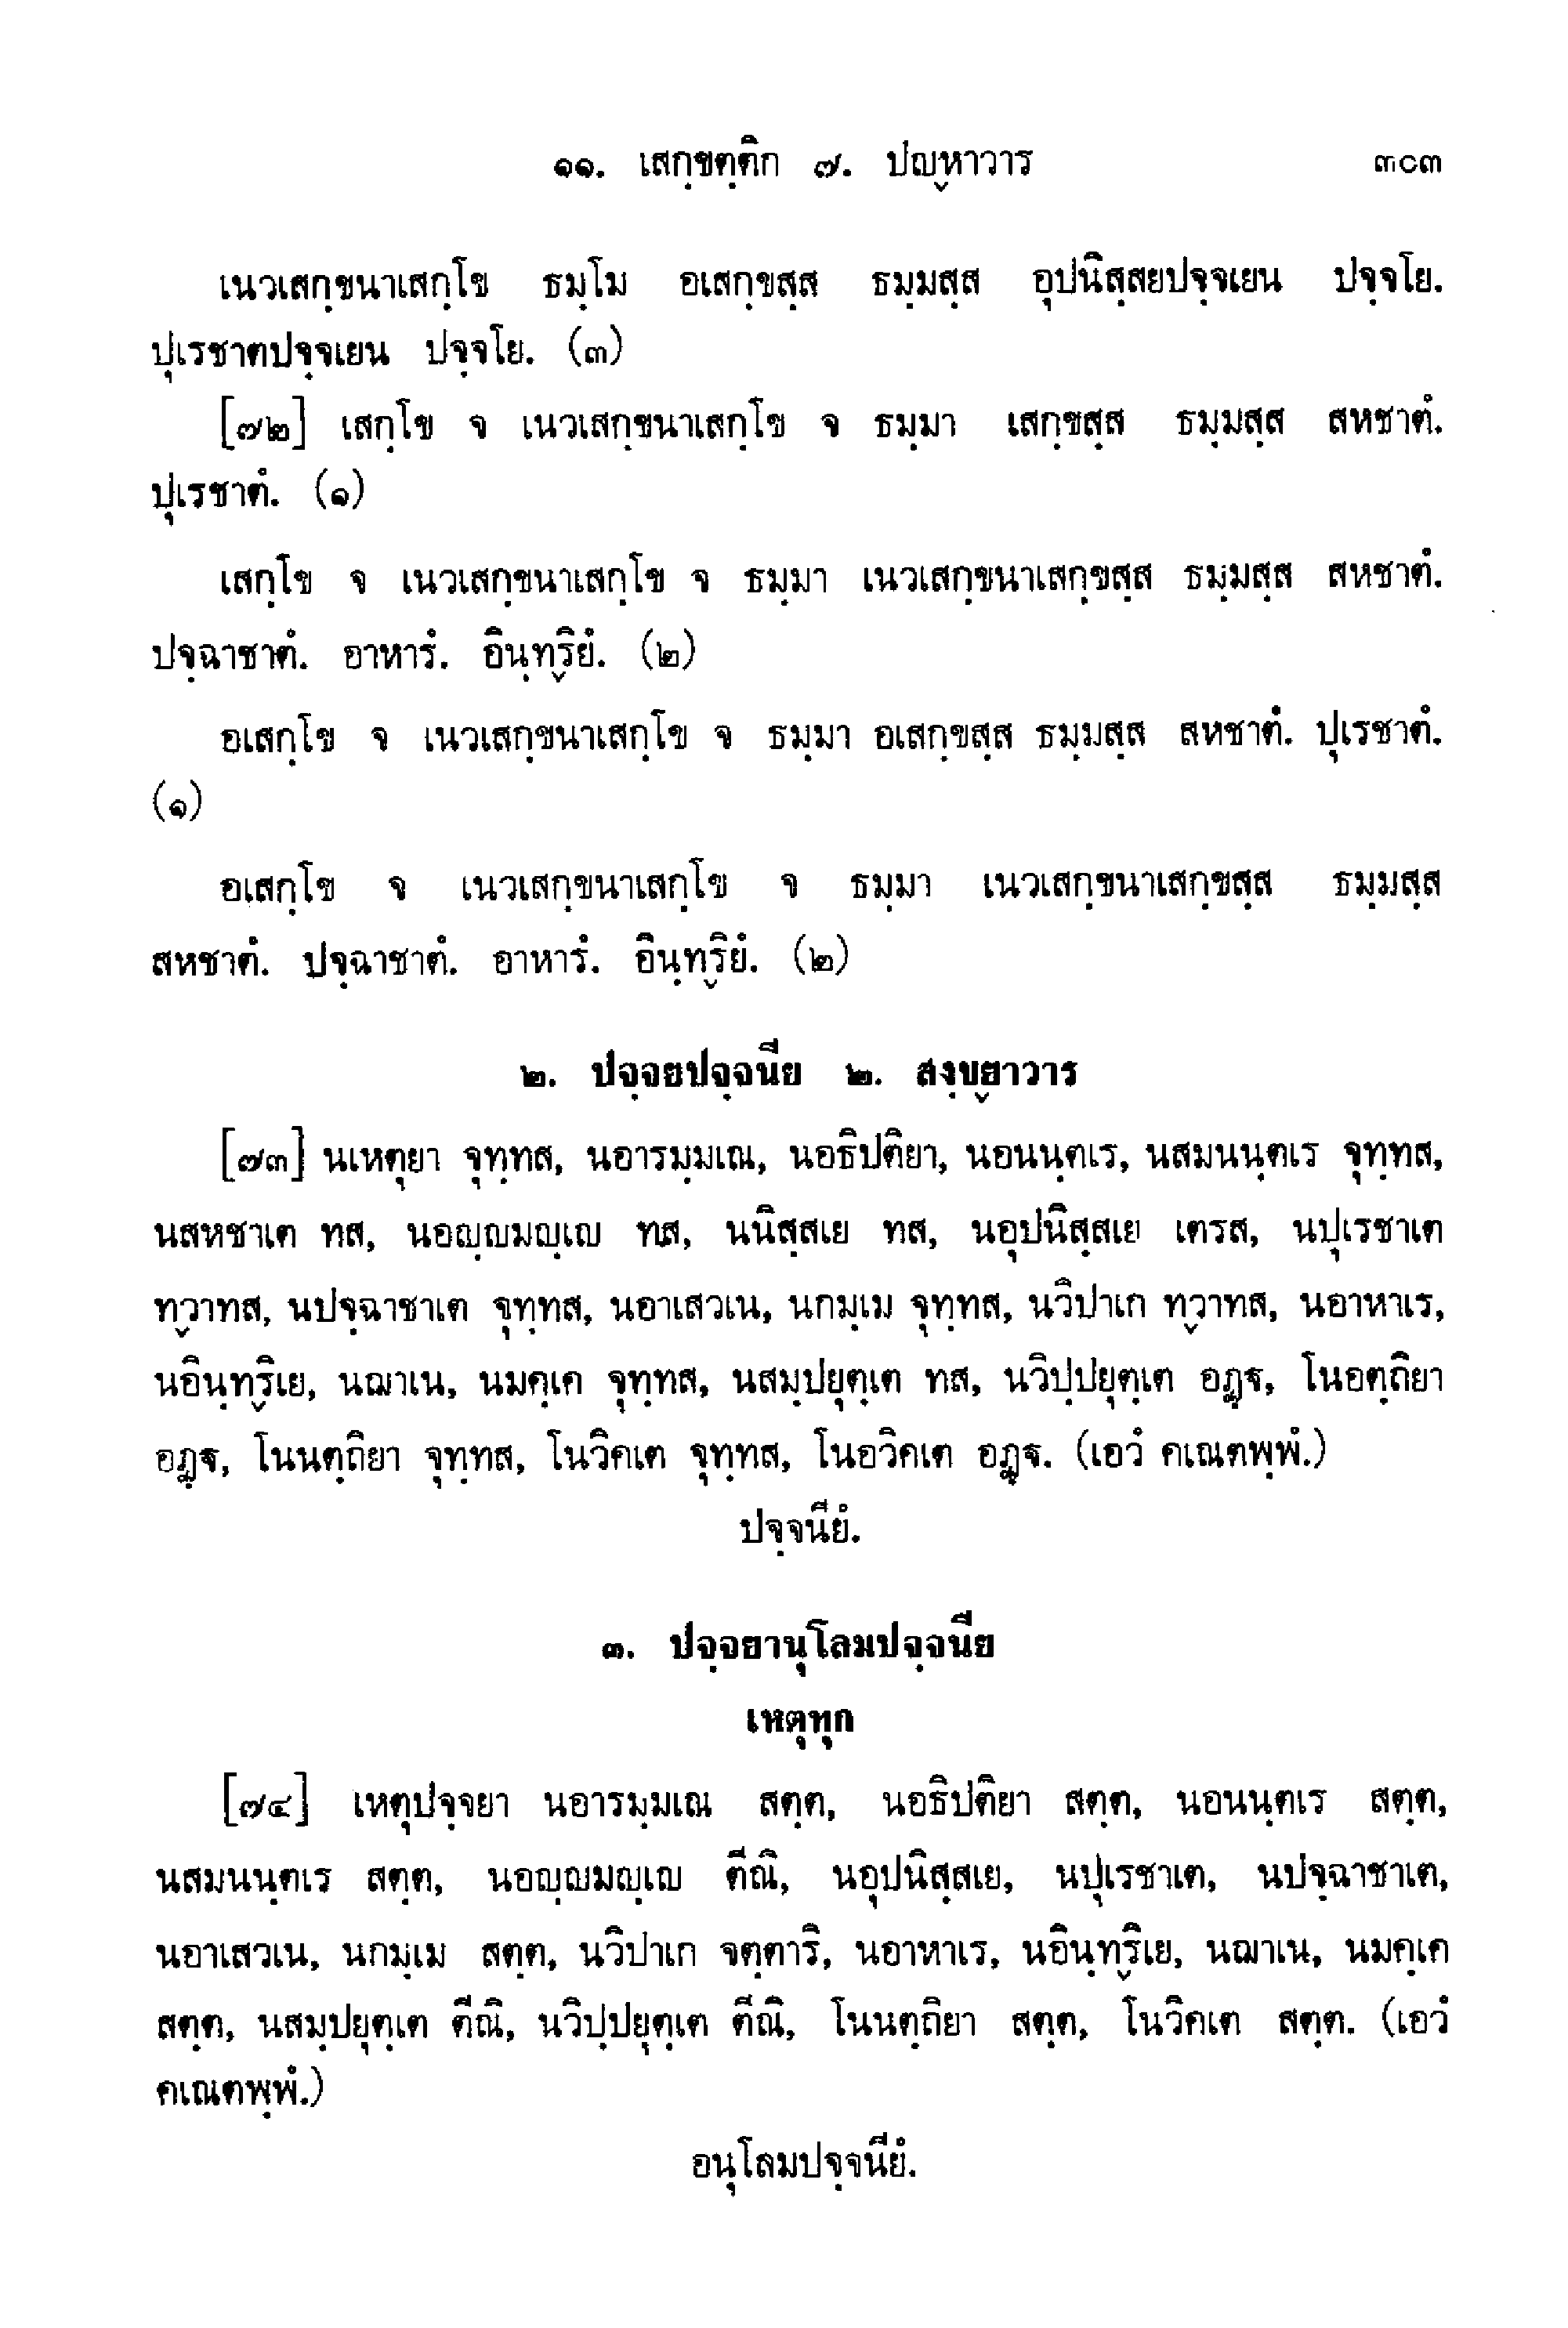 ๑๑. เสกฺขตฺติก ๗. ปญฺหาวาร ๓๘๓
เนวเสกฺขนาเสกฺโข ธมฺโม อเสกฺขสฺส ธมฺมสฺส อุปนิสฺสยปจฺจเยน ปจฺจโย.
ปุเรชาตปจฺจเยน ปจฺจโย. (๓)
[๗๒] เสกฺโข จ เนวเสกฺขนาเสกฺโข จ ธมฺมา เสกฺขสฺส ธมฺมสฺส สหชาตํ.
ปุเรชาตํ. (๑)
เสกฺโข จ เนวเสกฺขนาเสกฺโข จ ธมฺมา เนวเสกฺขนาเสกฺขสฺส ธมฺมสฺส สหชาตํ.
ปจฺฉาชาตํ. อาหารํ. อินฺทฺริยํ. (๒)
อเสกฺโข จ เนวเสกฺขนาเสกฺโข จ ธมฺมา อเสกฺขสฺส ธมฺมสฺส สหชาตํ. ปุเรชาตํ.
(๑)
อเสกฺโข จ เนวเสกฺขนาเสกฺโข จ ธมฺมา เนวเสกฺขนาเสกฺขสฺส ธมฺมสฺส
สหชาตํ. ปจฺฉาชาตํ. อาหารํ. อินฺทฺริยํ. (๒)
๒. ปจฺจยปจฺจนีย ๒. สงฺขฺยาวาร
[๗๓] นเหตุยา จุทฺทส, นอารมฺมเณ, นอธิปติยา, นอนนฺตเร, นสมนนฺตเร จุทฺทส,
นสหชาเต ทส, นอญฺญมญฺเญ ทส, นนิสฺสเย ทส, นอุปนิสฺสเย เตรส, นปุเรชาเต
ทฺวาทส, นปจฺฉาชาเต จุทฺทส, นอาเสวเน, นกมฺเม จุทฺทส, นวิปาเก ทฺวาทส, นอาหาเร,
นอินฺทฺริเย, นฌาเน, นมคฺเค จุทฺทส, นสมฺปยุตฺเต ทส, นวิปฺปยุตฺเต อฏฺฐ, โนอตฺถิยา
อฏฺฐ, โนนตฺถิยา จุทฺทส, โนวิคเต จุทฺทส, โนอวิคเต อฏฺฐ. (เอวํ คเณตพฺพํ.)
ปจฺจนียํ.
๓. ปจฺจยานุโลมปจฺจนีย
เหตุทุก
[๗๔] เหตุปจฺจยา นอารมฺมเณ สตฺต, นอธิปติยา สตฺต, นอนนฺตเร สตฺต,
นสมนนฺตเร สตฺต, นอญฺญมญฺเญ ตีณิ, นอุปนิสฺสเย, นปุเรชาเต, นปจฺฉาชาเต,
นอาเสวเน, นกมฺเม สตฺต, นวิปาเก จตฺตาริ, นอาหาเร, นอินฺทฺริเย, นฌาเน, นมคฺเค
สตฺต, นสมฺปยุตฺเต ตีณิ, นวิปฺปยุตฺเต ตีณิ, โนนตฺถิยา สตฺต, โนวิคเต สตฺต. (เอวํ
คเณตพฺพํ.)
อนุโลมปจฺจนียํ.